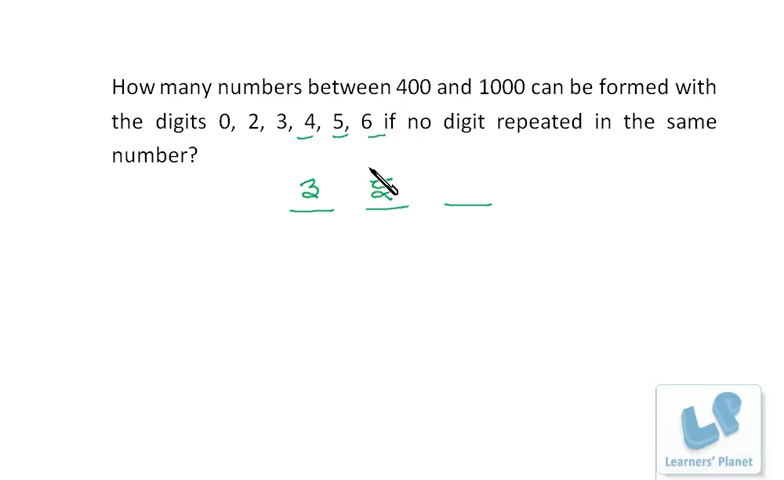 How many numbers between 400 and 1000 can be formed with
the digits 0, 2, 3, 4, 5, 6 if no digit repeated in the same
number?
3
LP
Learners' Planet